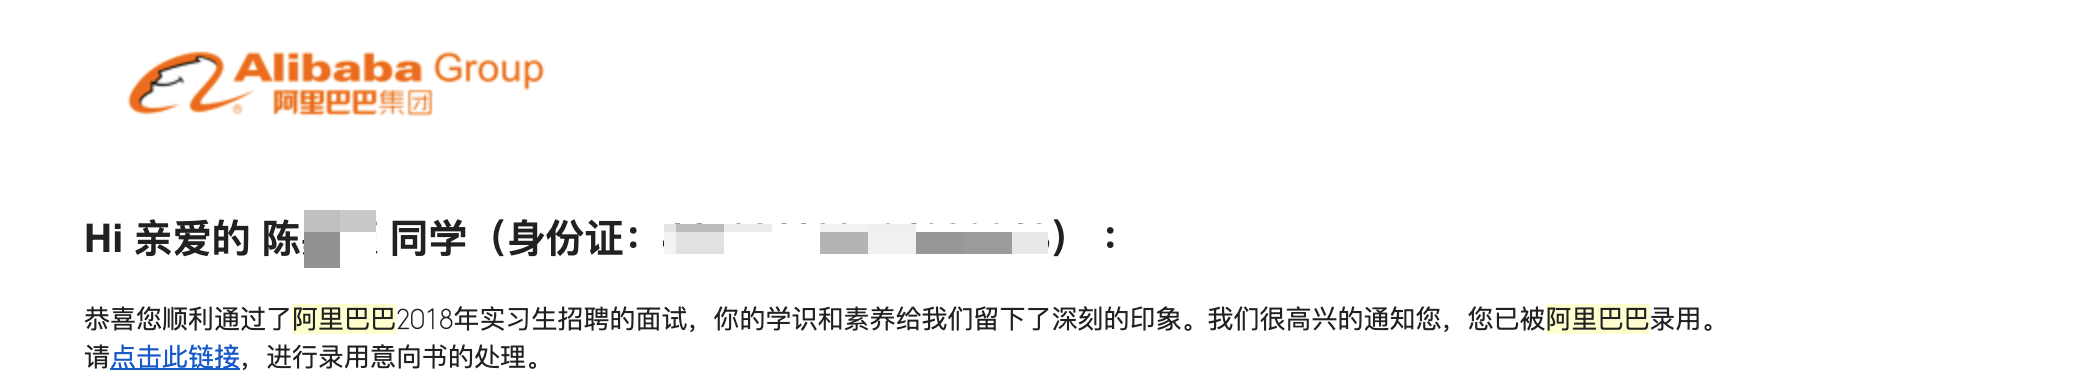 Alibaba Group
阿里巴巴集团
Hi 亲爱的 陈 同学（身份证： ）：
恭喜您顺利通过了阿里巴巴2018年实习生招聘的面试，你的学识和素养给我们留下了深刻的印象。我们很高兴的通知您，您已被阿里巴巴录用。
请点击此链接，进行录用意向书的处理。